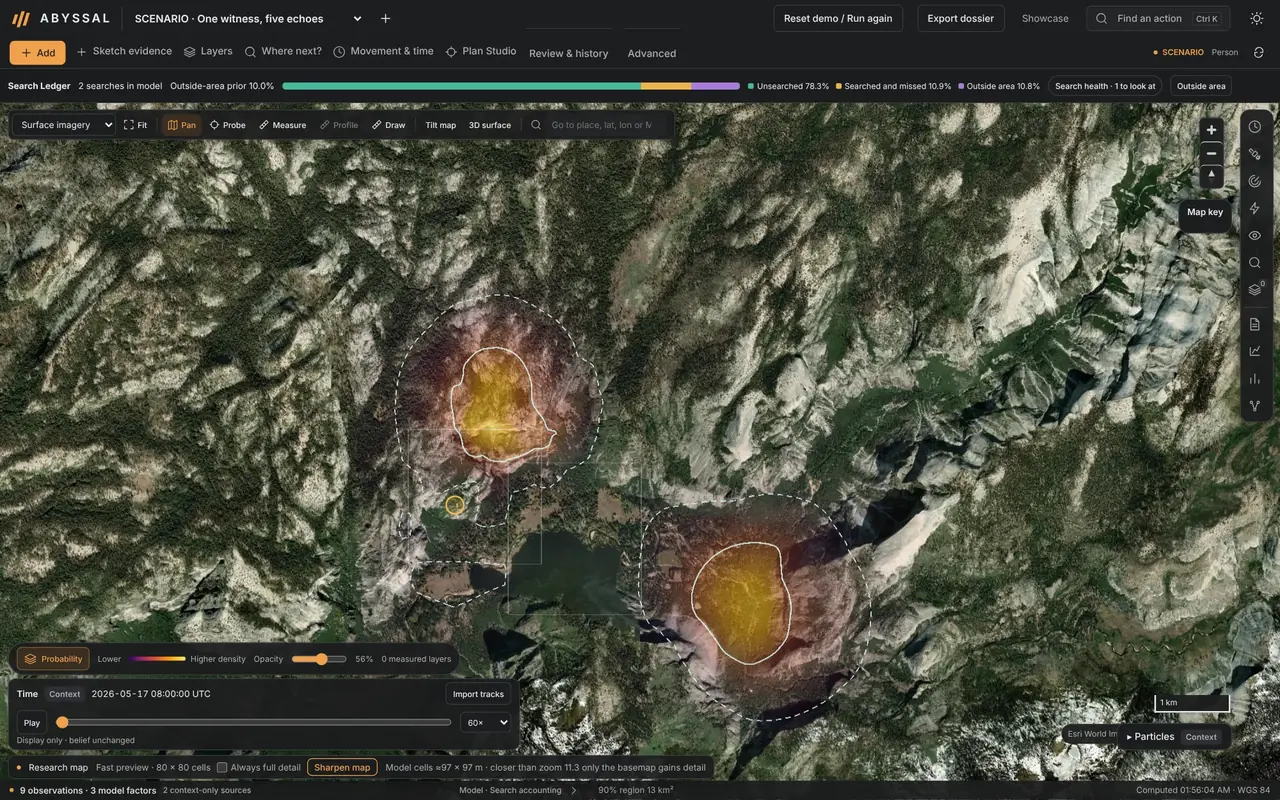 ABYSSAL
SCENARIO · One witness, five echoes
Reset demo / Run again
Export dossier
Showcase
Find an action
Ctrl K
+ Add
Sketch evidence
Layers
Where next?
Movement & time
Plan Studio
Review & history
Advanced
SCENARIO
Person
Search Ledger 2 searches in model Outside-area prior 10.0%
Unsearched 78.3% Searched and missed 10.9% Outside area 10.8%
Search health · 1 to look at
Outside area
Surface imagery
Fit
Pan
Probe
Measure
Profile
Draw
Tilt map
3D surface
Go to place, lat, lon or M
Map key
0
Probability
Lower
Higher density
Opacity
56%
0 measured layers
Time
Context
2026-05-17 08:00:00 UTC
Import tracks
Play
60×
Display only · belief unchanged
1 km
Esri World Im
Particles
Context
Research map
Fast preview · 80 × 80 cells
Always full detail
Sharpen map
Model cells ≈97 × 97 m · closer than zoom 11.3 only the basemap gains detail
9 observations · 3 model factors
2 context-only sources
Model · Search accounting
90% region 13 km²
Computed 01:56:04 AM · WGS 84